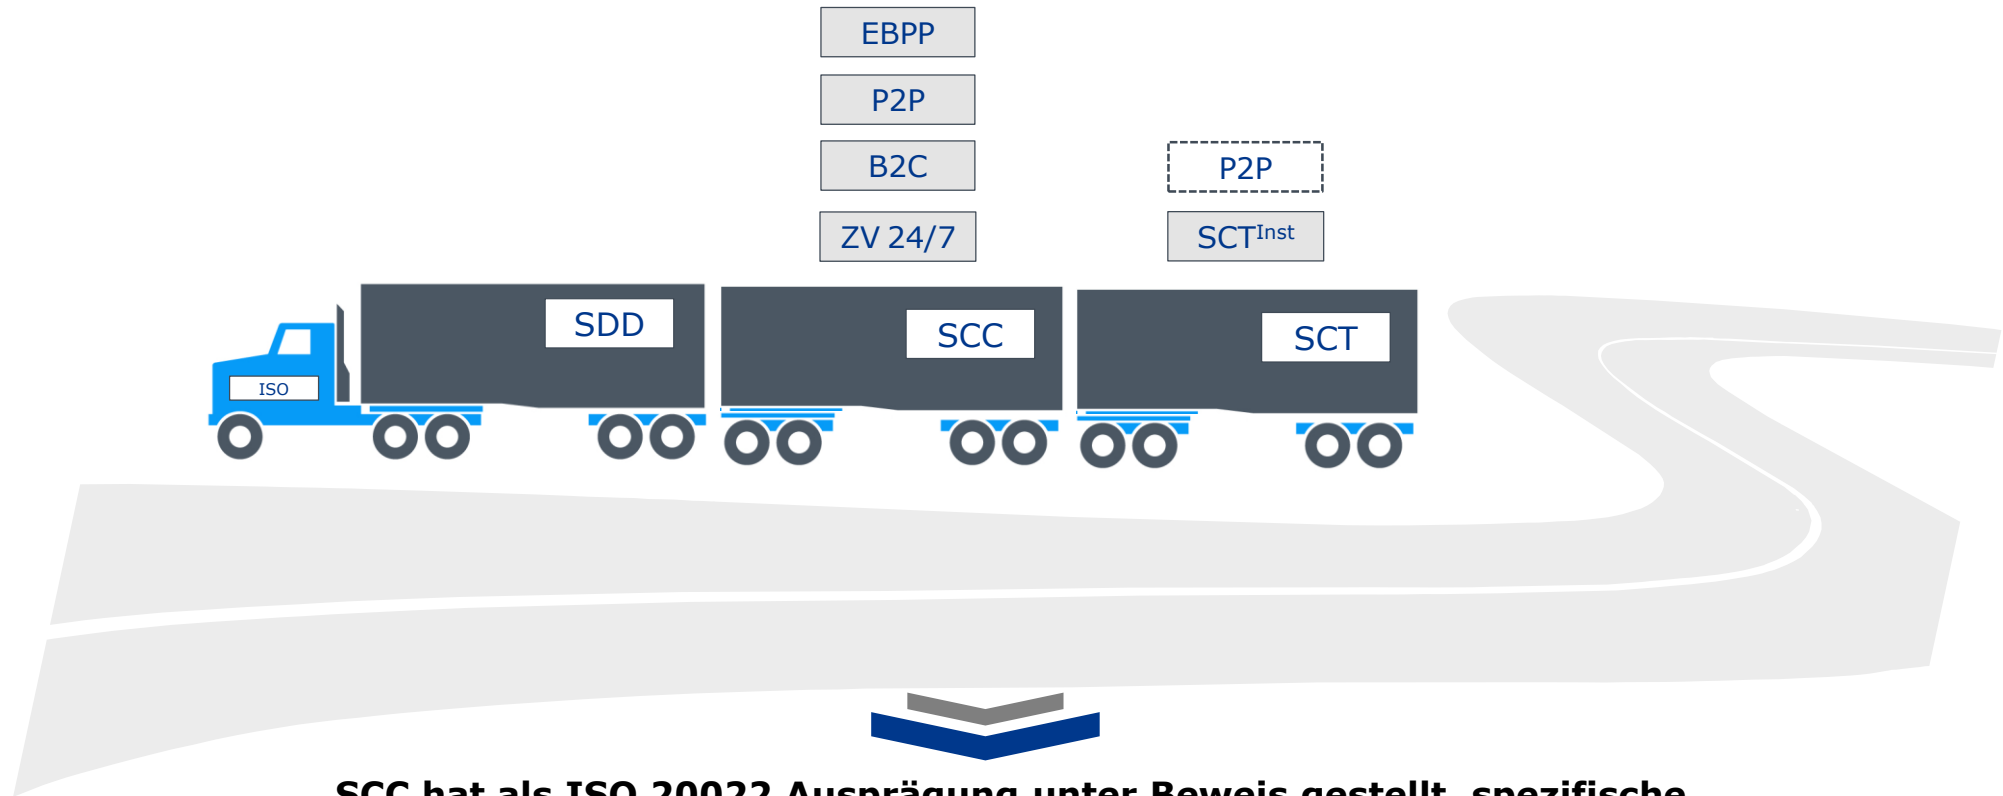 EBPP
P2P
B2C
ZV 24/7
P2P
SCTInst
SDD
SCC
SCT
ISO
SCC hat als ISO 20022 Ausprägung unter Beweis gestellt, spezifische